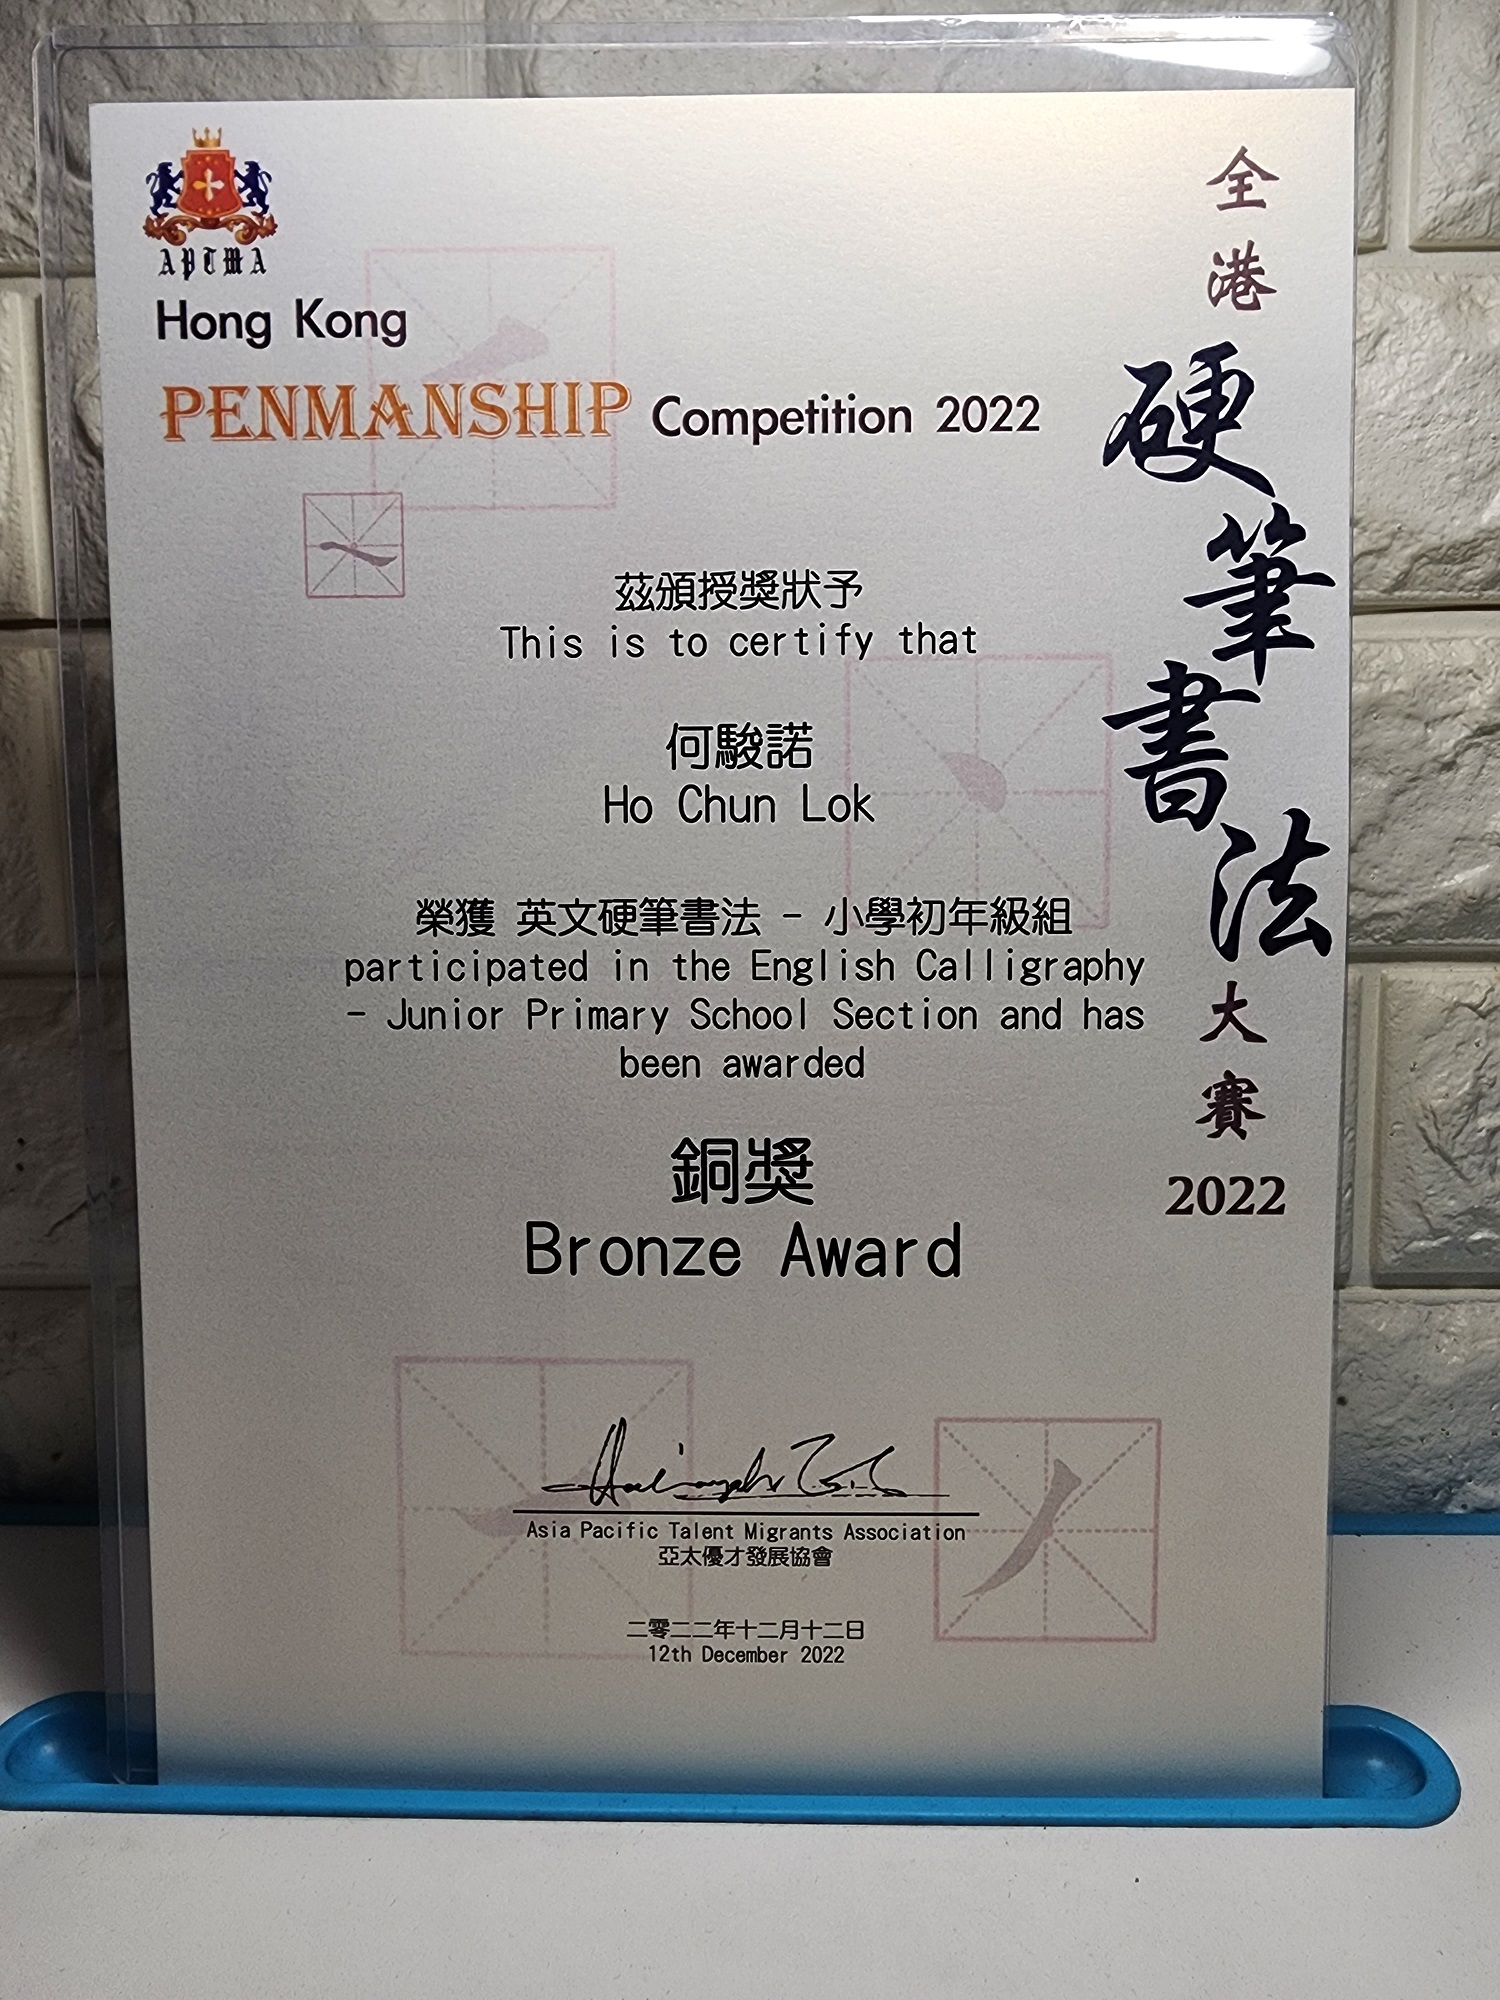 APTMA
Hong Kong
PENMANSHIP Competition 2022
全港硬筆書法大賽
2022
茲頒授獎狀予
This is to certify that
何駿諾
Ho Chun Lok
榮獲 英文硬筆書法 - 小學初年級組
participated in the English Calligraphy
- Junior Primary School Section and has
been awarded
銅獎
Bronze Award
Asia Pacific Talent Migrants Association
亞太優才發展協會
二零二二年十二月十二日
12th December 2022